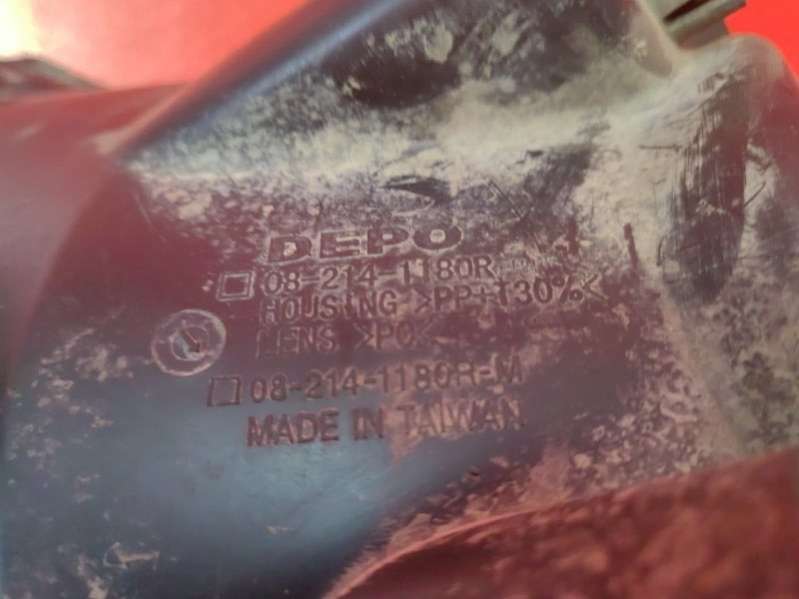 DEPO
08-214-1180R
HOUSING >PP+T30%<
LENS >PC<
08-214-1180R-M
MADE IN TAIWAN